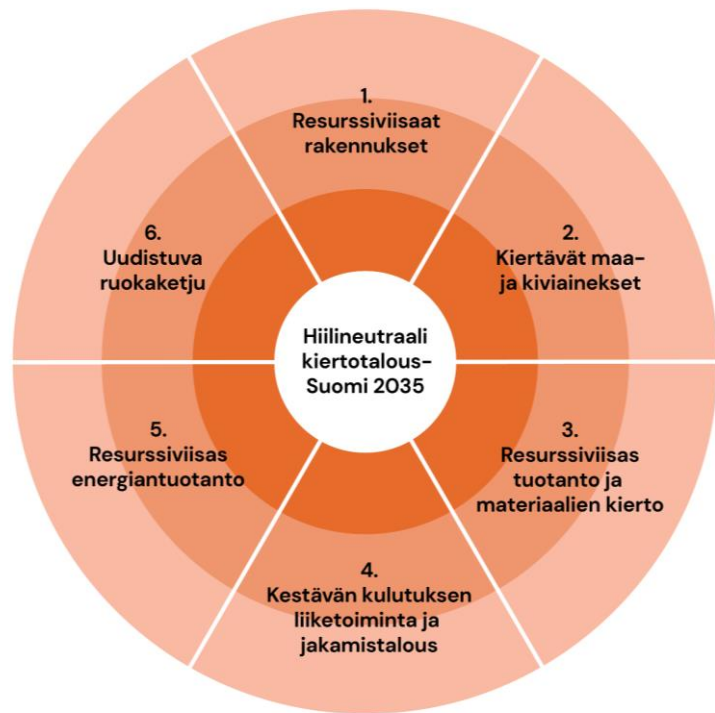 1.
Resurssiviisaat
rakennukset
2.
Kiertävät maa-
ja kiviainekset
3.
Resurssiviisas
tuotanto ja
materiaalien kierto
4.
Kestävän kulutuksen
liiketoiminta ja
jakamistalous
5.
Resurssiviisas
energiantuotanto
6.
Uudistuva
ruokaketju
Hiilineutraali
kiertotalous-
Suomi 2035